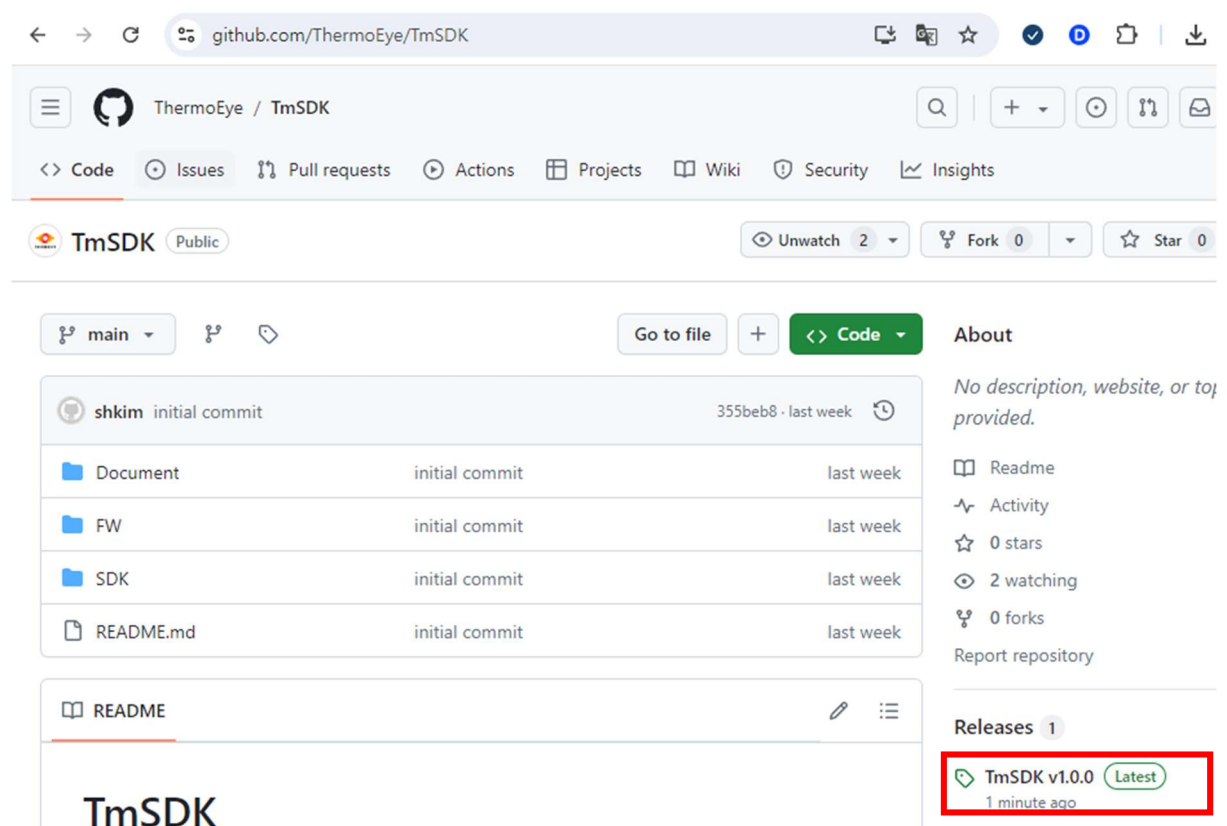 github.com/ThermoEye/TmSDK
D
ThermoEye / TmSDK
<> Code Issues Pull requests Actions Projects Wiki Security Insights
TmSDK Public Unwatch 2 Fork 0 Star 0
main Go to file + <> Code
About
No description, website, or top
provided.
shkim initial commit 355beb8 · last week
Document initial commit last week
FW initial commit last week
SDK initial commit last week
README.md initial commit last week
Readme
Activity
0 stars
2 watching
0 forks
Report repository
README
TmSDK
Releases 1
TmSDK v1.0.0 Latest
1 minute ago